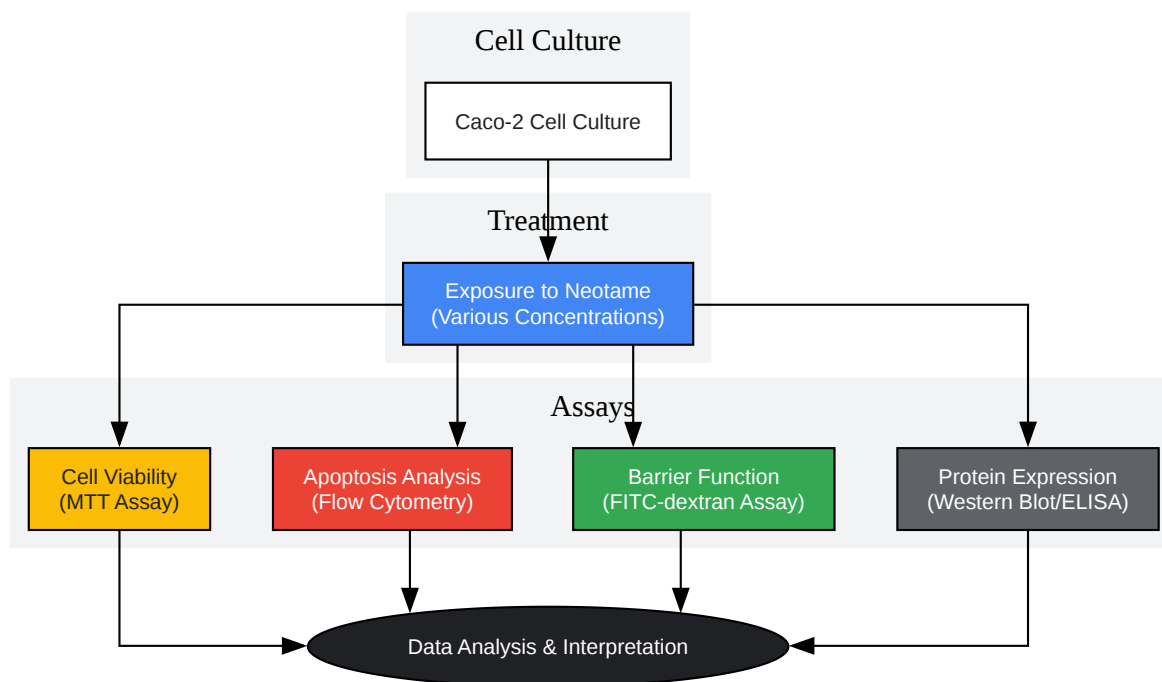 Cell Culture
Caco-2 Cell Culture
Treatment
Exposure to Neotame
(Various Concentrations)
Assays
Cell Viability
(MTT Assay)
Apoptosis Analysis
(Flow Cytometry)
Barrier Function
(FITC-dextran Assay)
Protein Expression
(Western Blot/ELISA)
Data Analysis & Interpretation